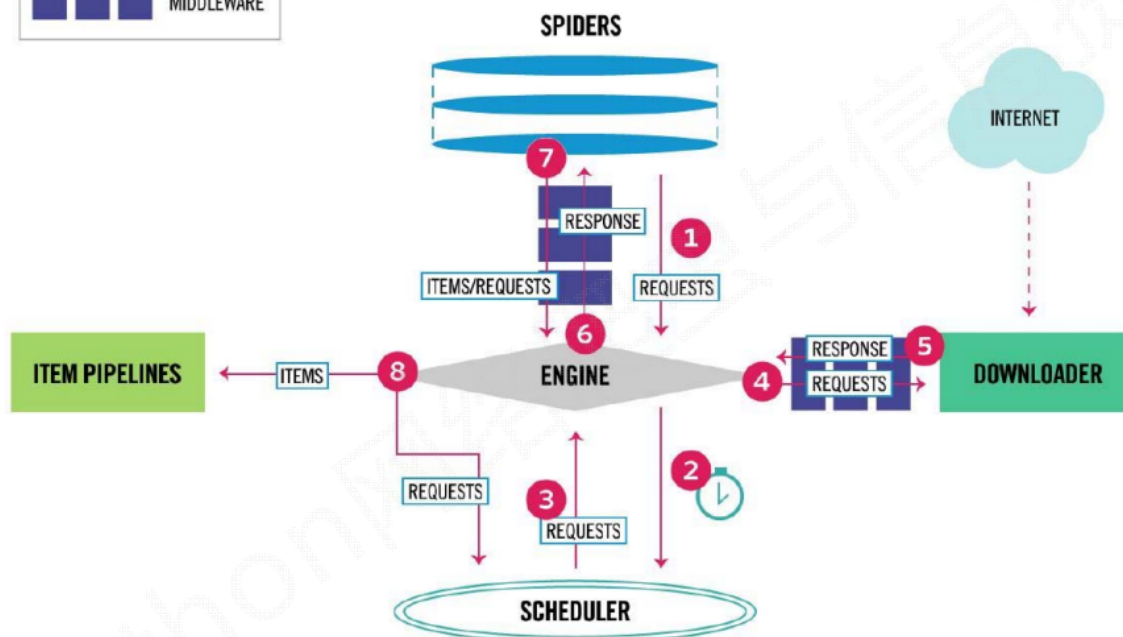 MIDDLEWARE
SPIDERS
INTERNET
7
RESPONSE
1
ITEMS/REQUESTS
REQUESTS
6
RESPONSE
5
ITEM PIPELINES
ITEMS
8
ENGINE
4
REQUESTS
DOWNLOADER
2
REQUESTS
3
REQUESTS
SCHEDULER